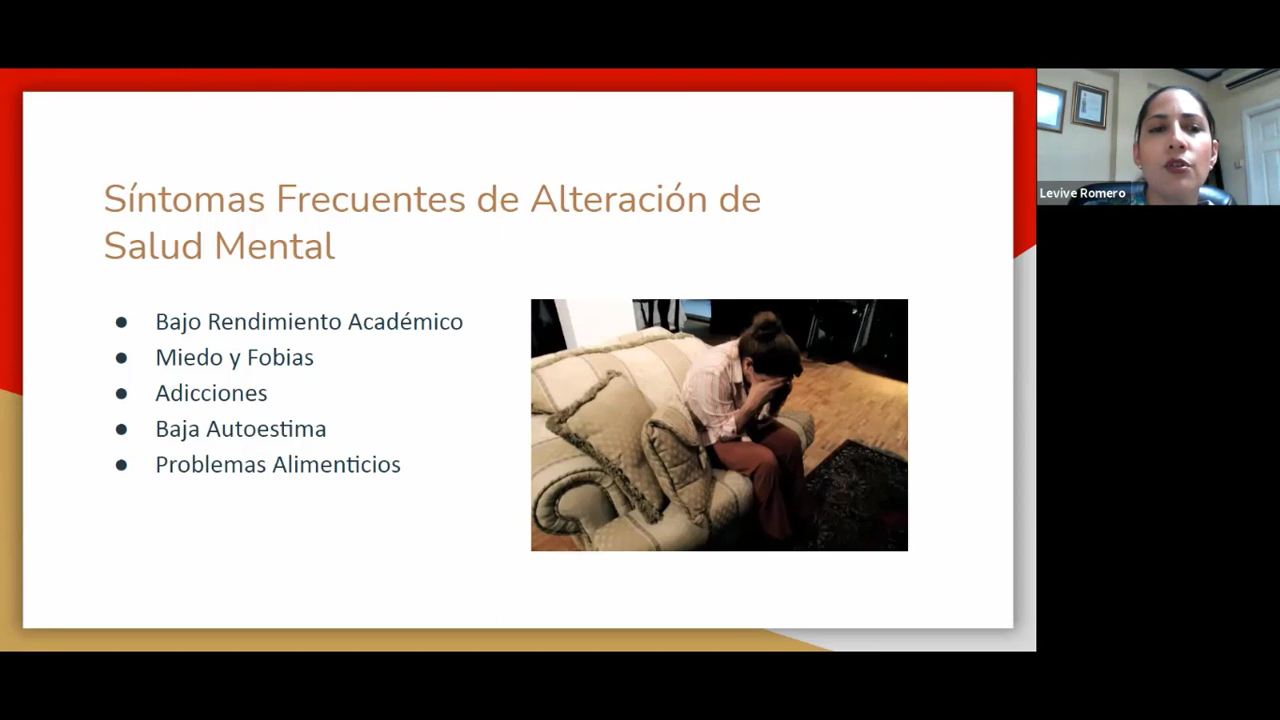 Síntomas Frecuentes de Alteración de
Salud Mental
● Bajo Rendimiento Académico
● Miedo y Fobias
● Adicciones
● Baja Autoestima
● Problemas Alimenticios
Levive Romero